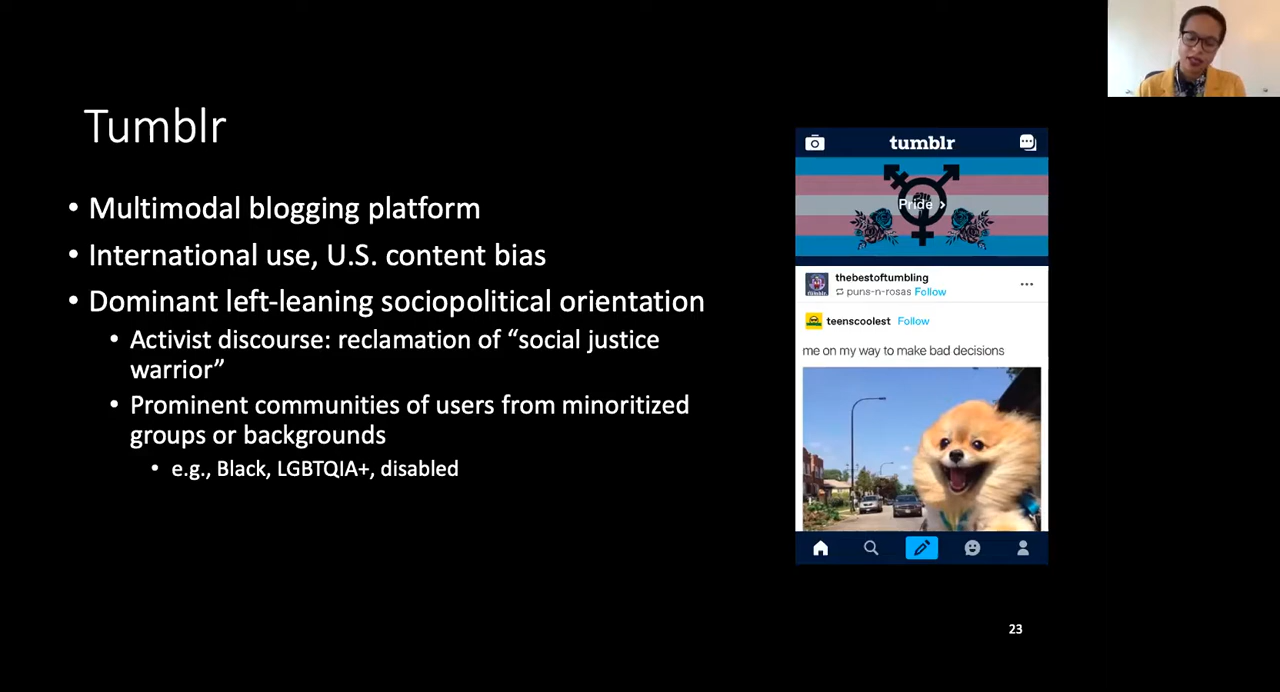 Tumblr
• Multimodal blogging platform
• International use, U.S. content bias
• Dominant left-leaning sociopolitical orientation
• Activist discourse: reclamation of “social justice
warrior”
• Prominent communities of users from minoritized
groups or backgrounds
• e.g., Black, LGBTQIA+, disabled
tumblr
Pride >
thebestoftumbling
puns-n-rosas Follow
teenscoolest Follow
me on my way to make bad decisions
23